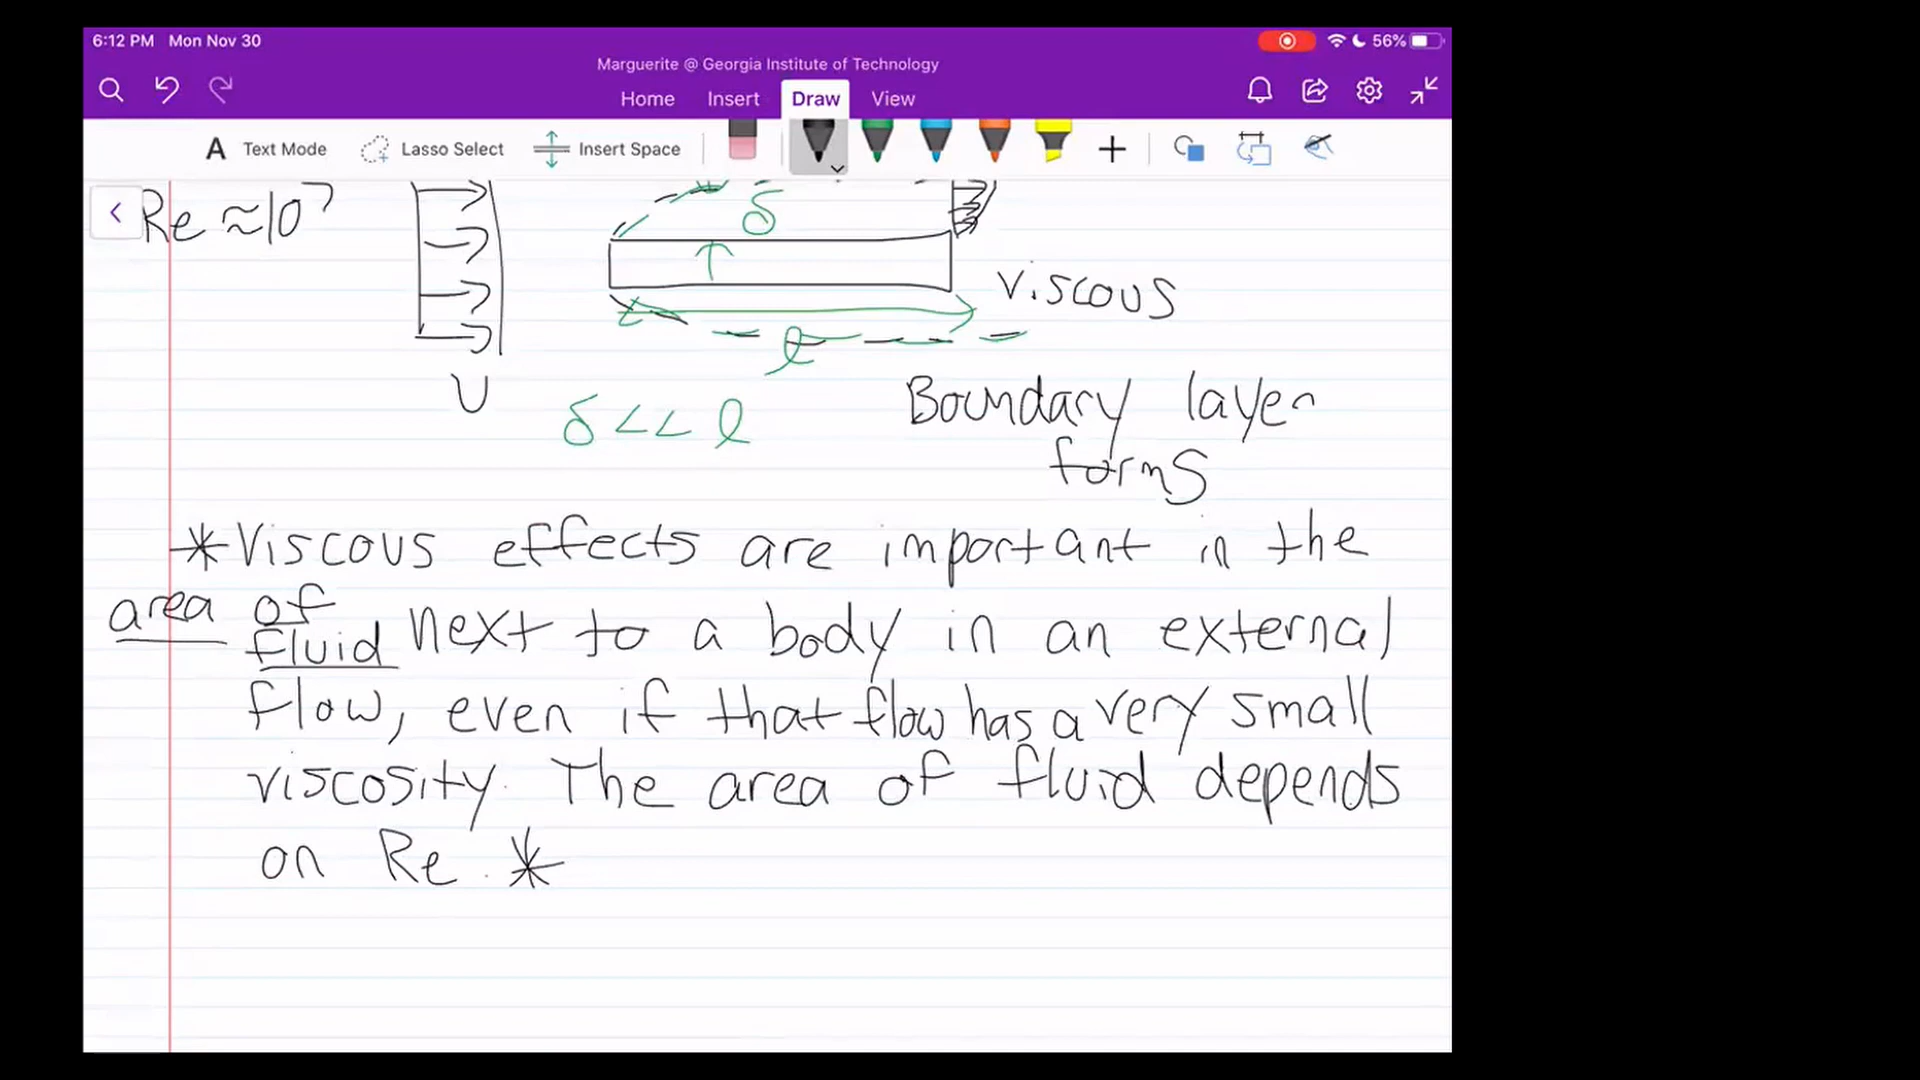 6:12 PM Mon Nov 30
56%
Marguerite @ Georgia Institute of Technology
Home Insert Draw View
A Text Mode Lasso Select Insert Space
Re ≈ 10⁷
δ
viscous
l
U
δ << l
Boundary layer
forms
* Viscous effects are important in the
area of
fluid next to a body in an external
flow, even if that flow has a very small
viscosity. The area of fluid depends
on Re. *